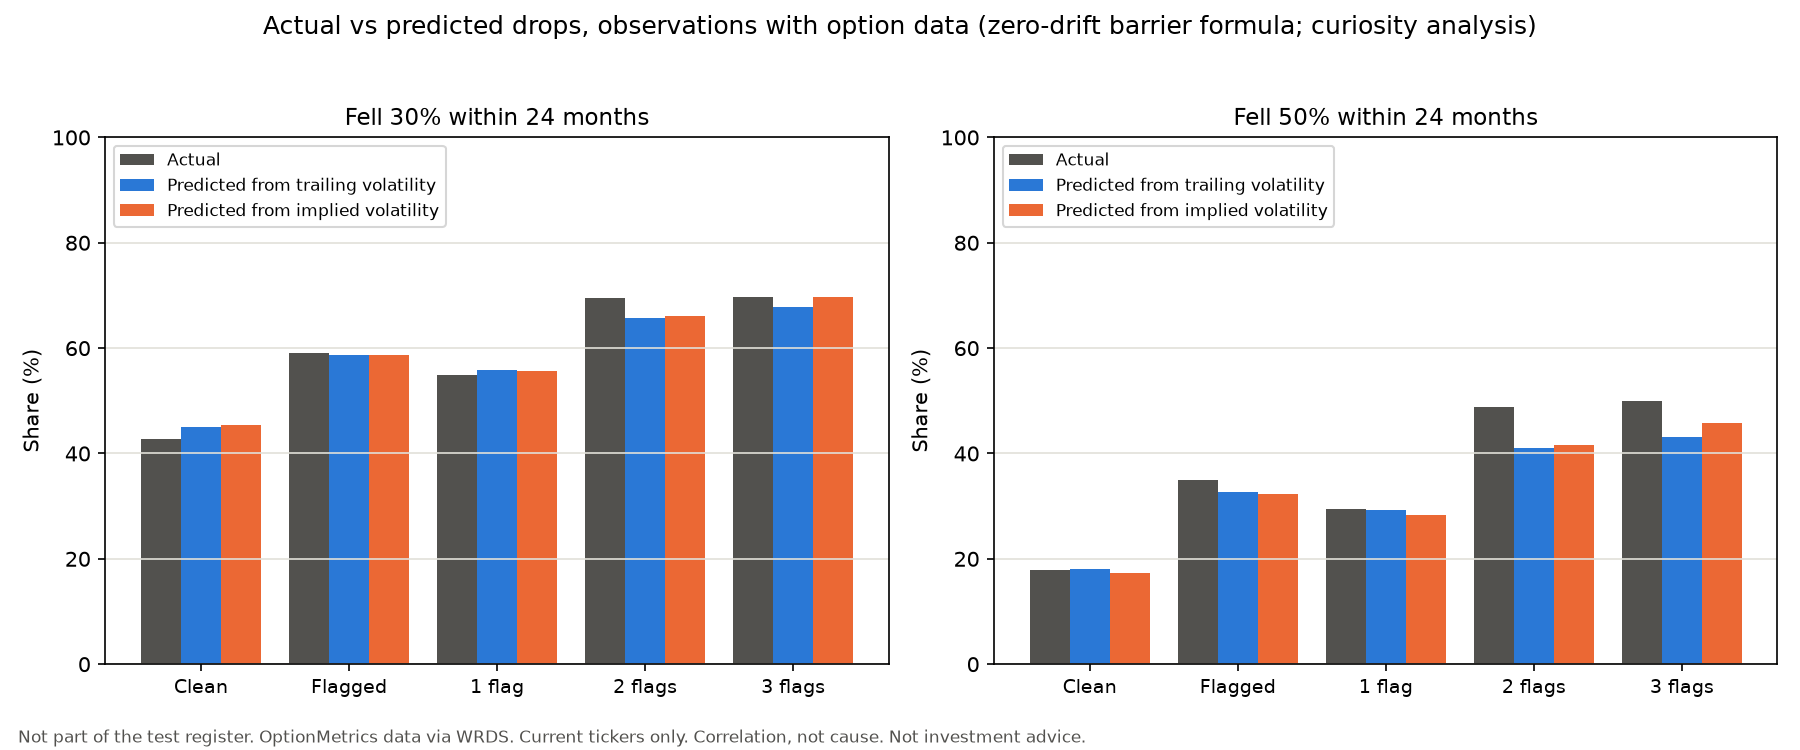 Actual vs predicted drops, observations with option data (zero-drift barrier formula; curiosity analysis)
Fell 30% within 24 months
100
80
60
40
20
0
Share (%)
Actual
Predicted from trailing volatility
Predicted from implied volatility
Clean
Flagged
1 flag
2 flags
3 flags
Fell 50% within 24 months
100
80
60
40
20
0
Share (%)
Actual
Predicted from trailing volatility
Predicted from implied volatility
Clean
Flagged
1 flag
2 flags
3 flags
Not part of the test register. OptionMetrics data via WRDS. Current tickers only. Correlation, not cause. Not investment advice.